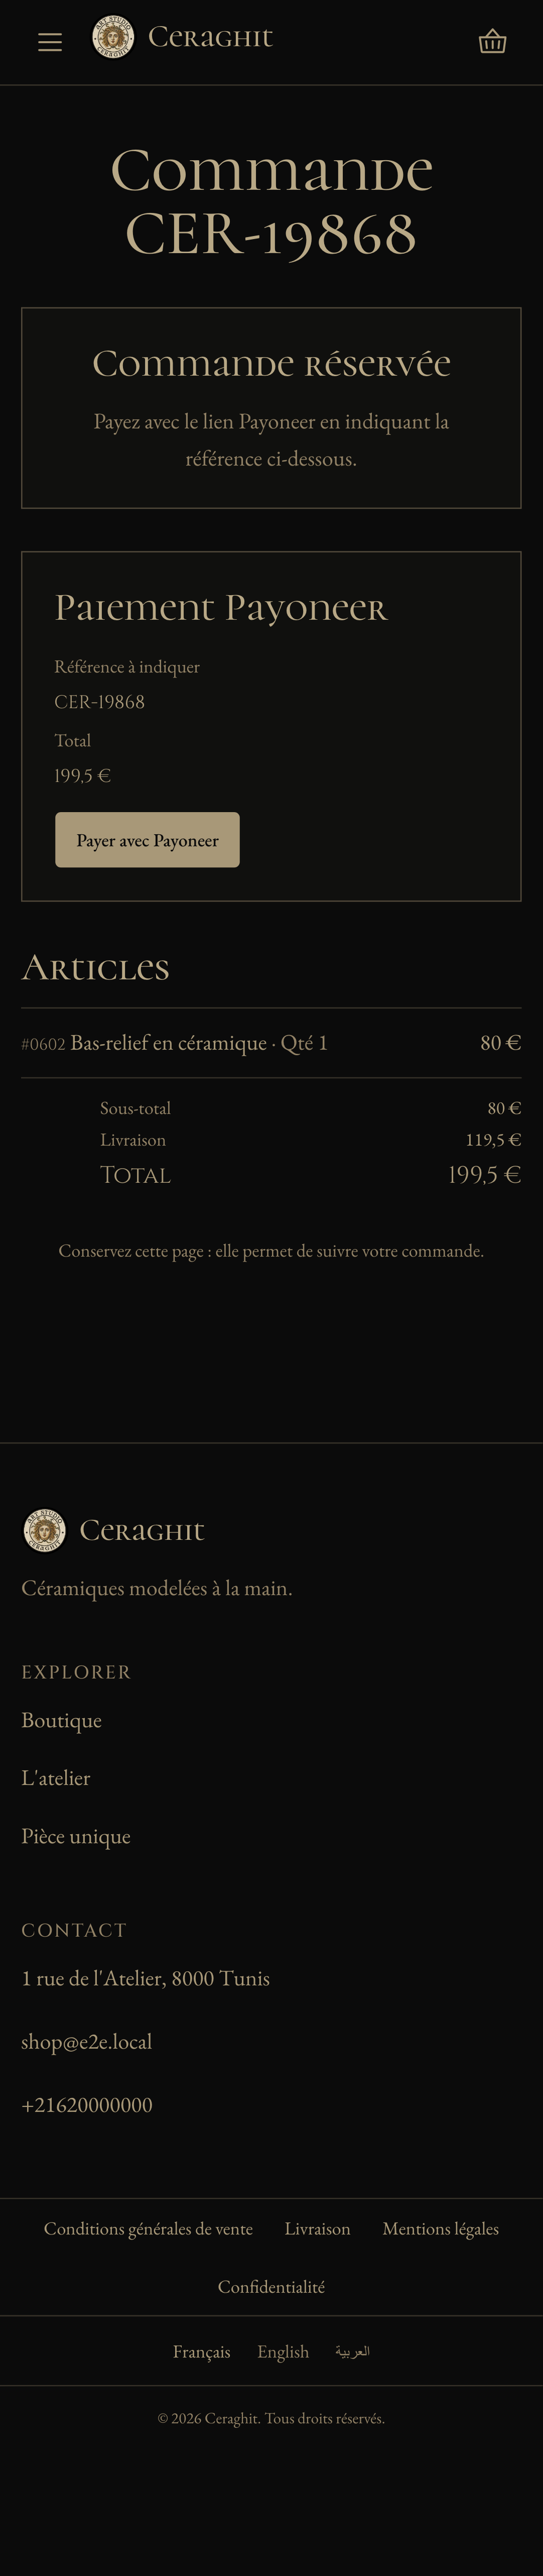 Ceraghit
Commande
CER-19868
Commande réservée
Payez avec le lien Payoneer en indiquant la
référence ci-dessous.
Paiement Payoneer
Référence à indiquer
CER-19868
Total
199,5 €
Payer avec Payoneer
Articles
#0602 Bas-relief en céramique · Qté 1 80 €
Sous-total 80 €
Livraison 119,5 €
Total 199,5 €
Conservez cette page : elle permet de suivre votre commande.
Ceraghit
Céramiques modelées à la main.
EXPLORER
Boutique
L'atelier
Pièce unique
CONTACT
1 rue de l'Atelier, 8000 Tunis
shop@e2e.local
+21620000000
Conditions générales de vente Livraison Mentions légales
Confidentialité
Français English العربية
© 2026 Ceraghit. Tous droits réservés.